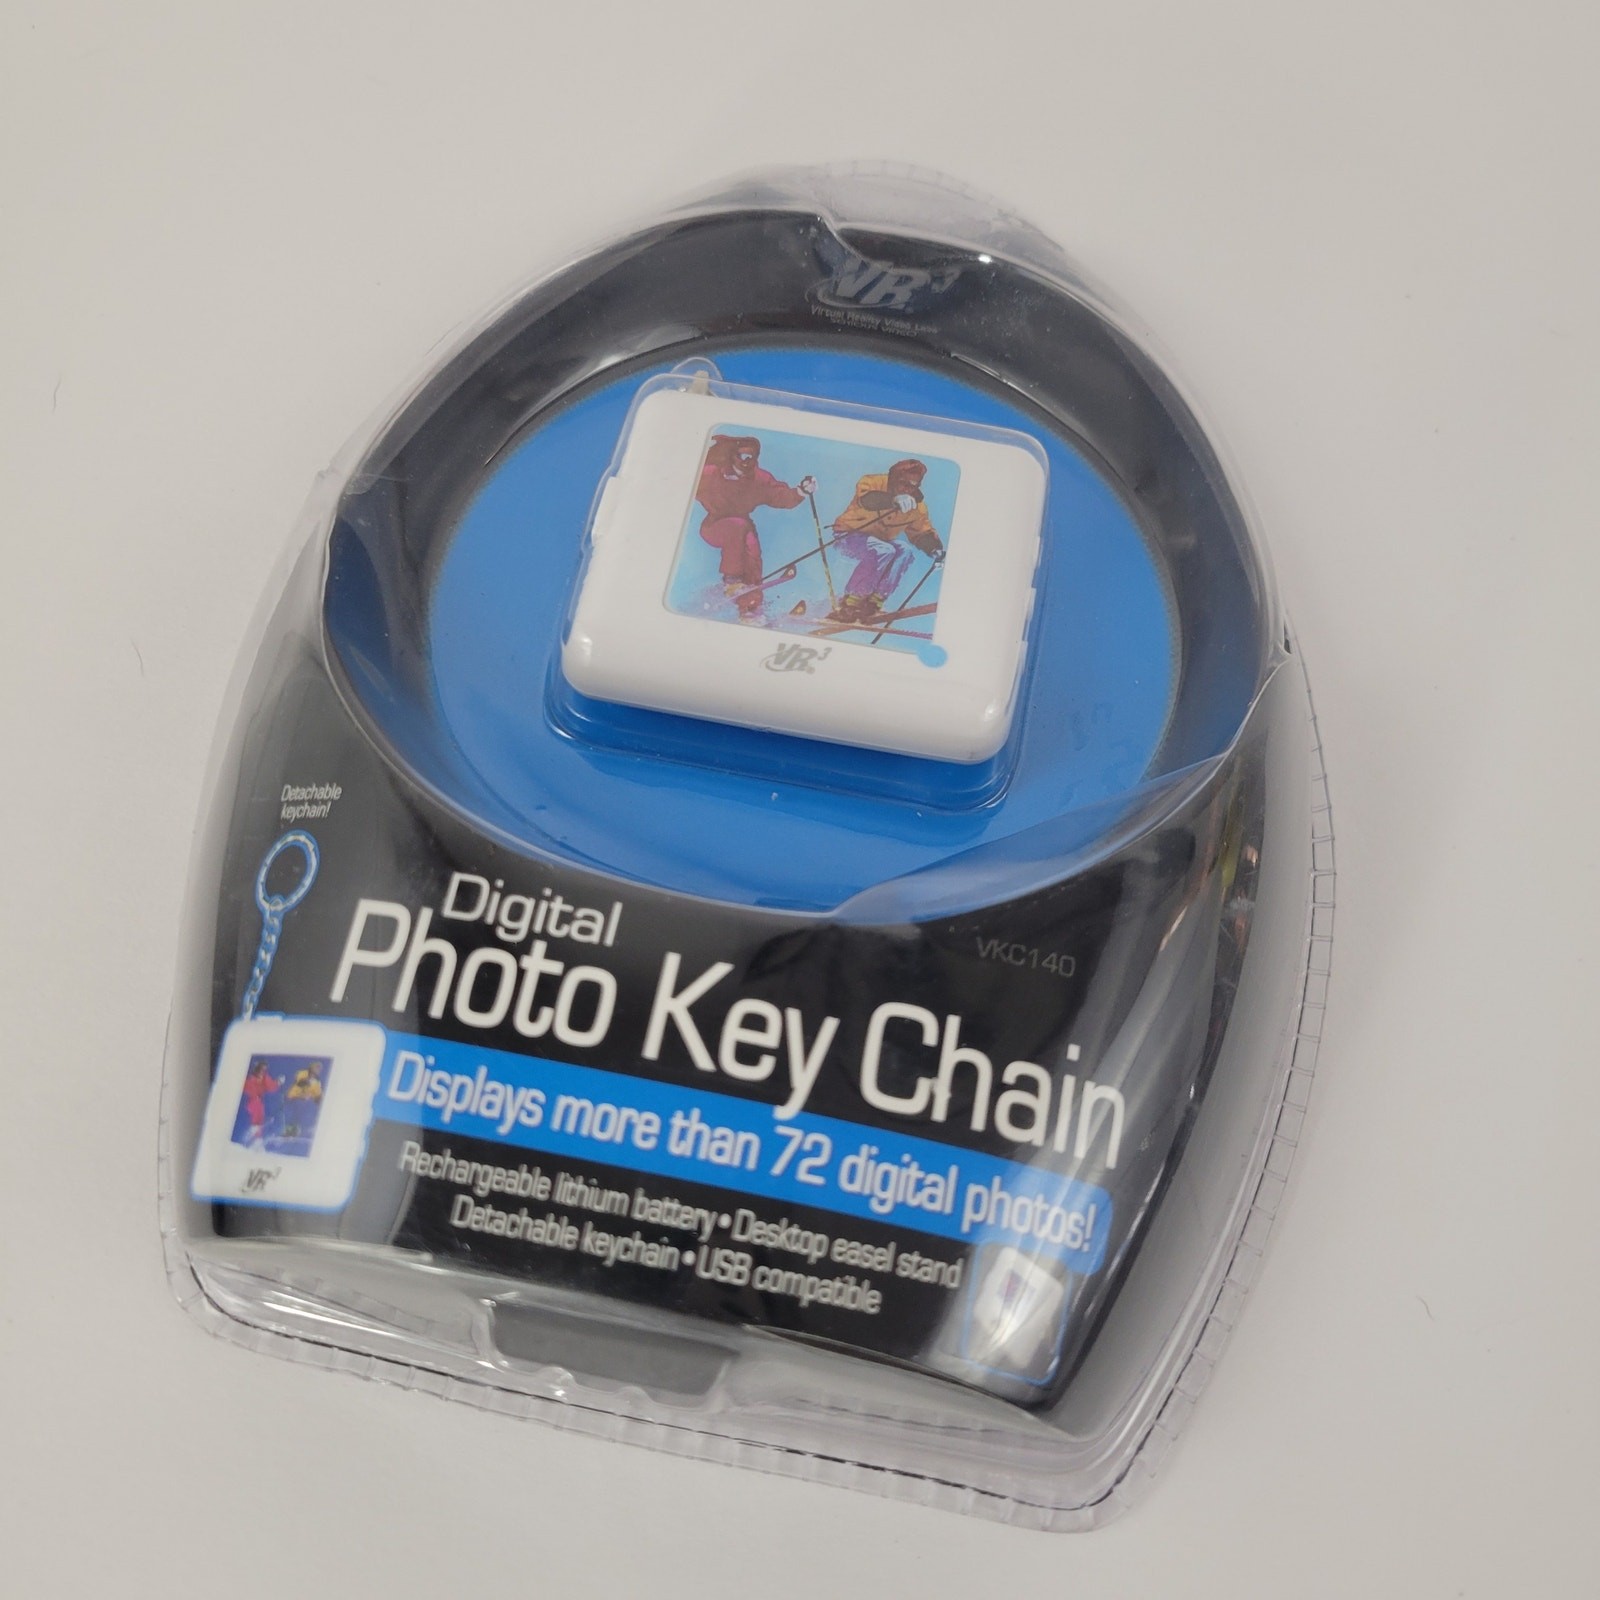 VR3
Virtual Reality Video Labs
VR3
Detachable
keychain!
Digital
VKC140
Photo Key Chain
Displays more than 72 digital photos!
Rechargeable lithium battery • Desktop easel stand
Detachable keychain • USB compatible
VR3